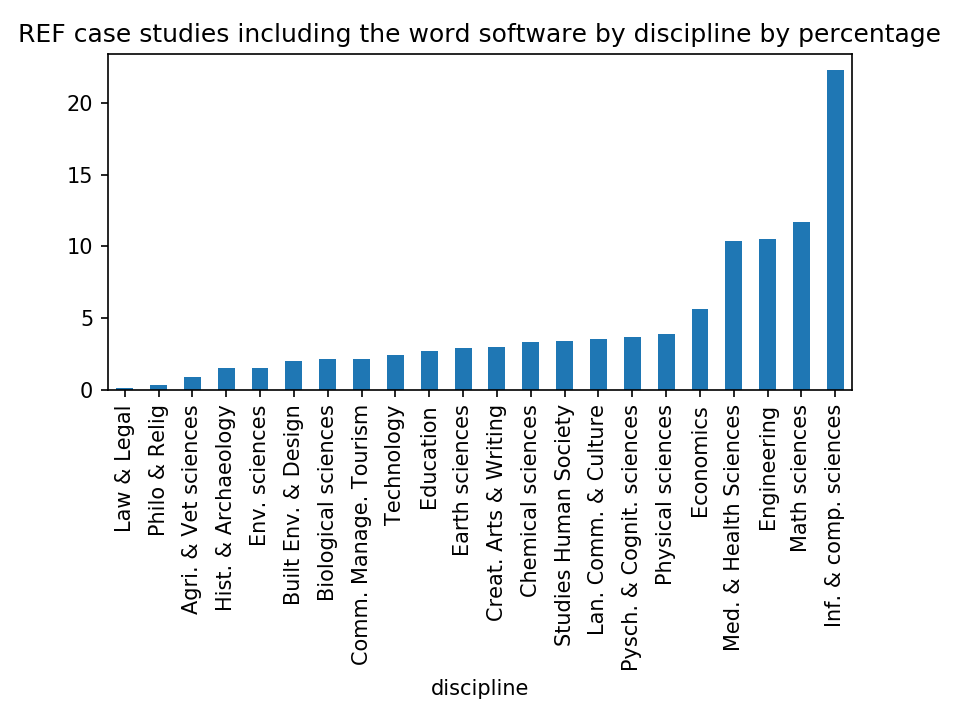 REF case studies including the word software by discipline by percentage
20
15
10
5
0
Law & Legal
Philo & Relig
Agri. & Vet sciences
Hist. & Archaeology
Env. sciences
Built Env. & Design
Biological sciences
Comm. Manage. Tourism
Technology
Education
Earth sciences
Creat. Arts & Writing
Chemical sciences
Studies Human Society
Lan. Comm. & Culture
Pysch. & Cognit. sciences
Physical sciences
Economics
Med. & Health Sciences
Engineering
Math sciences
Inf. & comp. sciences
discipline